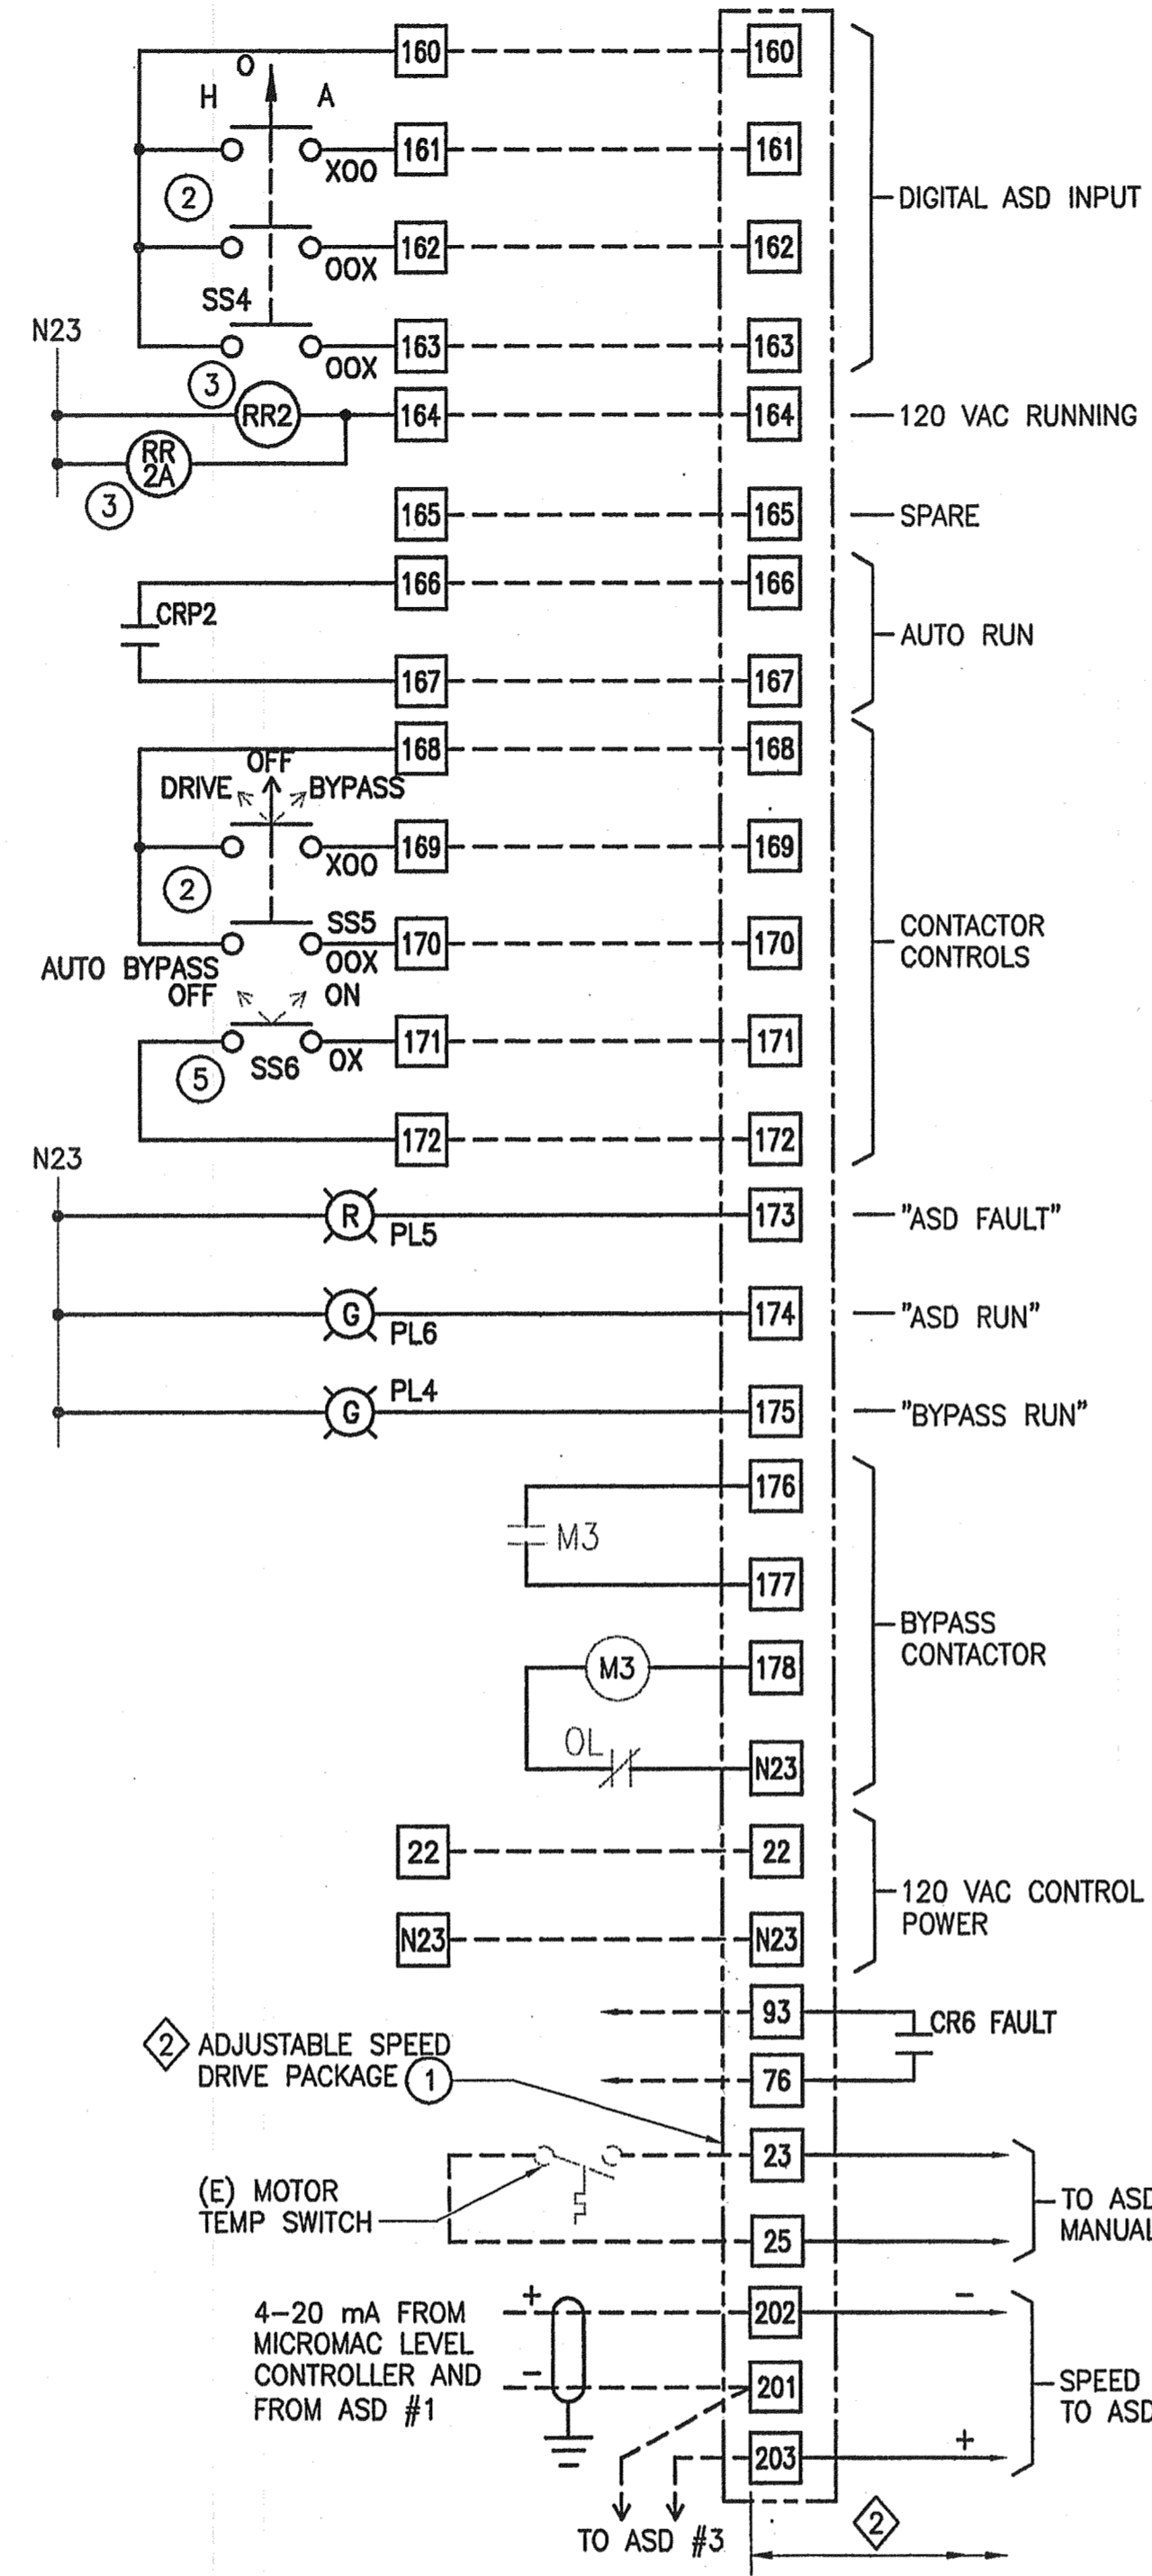 160 160
O
H A
161 161
XOO
2
DIGITAL ASD INPUT
162 162
OOX
SS4
N23
163 163
OOX
3
RR2 164 164 120 VAC RUNNING
RR
2A
3
165 165 SPARE
166 166
CRP2
AUTO RUN
167 167
168 168
OFF
DRIVE BYPASS
169 169
XOO
2
SS5
170 170
OOX
CONTACTOR
CONTROLS
AUTO BYPASS
OFF ON
171 171
OX
SS6
5
172 172
N23
R PL5 173 "ASD FAULT"
G PL6 174 "ASD RUN"
G PL4 175 "BYPASS RUN"
176
M3
177
BYPASS
CONTACTOR
M3 178
OL
N23
22 22
120 VAC CONTROL
POWER
N23 N23
93
CR6 FAULT
76
2 ADJUSTABLE SPEED
DRIVE PACKAGE 1
23
(E) MOTOR
TEMP SWITCH
25
TO ASD
MANUAL
+ 202 -
4-20 mA FROM
MICROMAC LEVEL
CONTROLLER AND
FROM ASD #1
- 201
SPEED
TO ASD
203 +
TO ASD #3
2